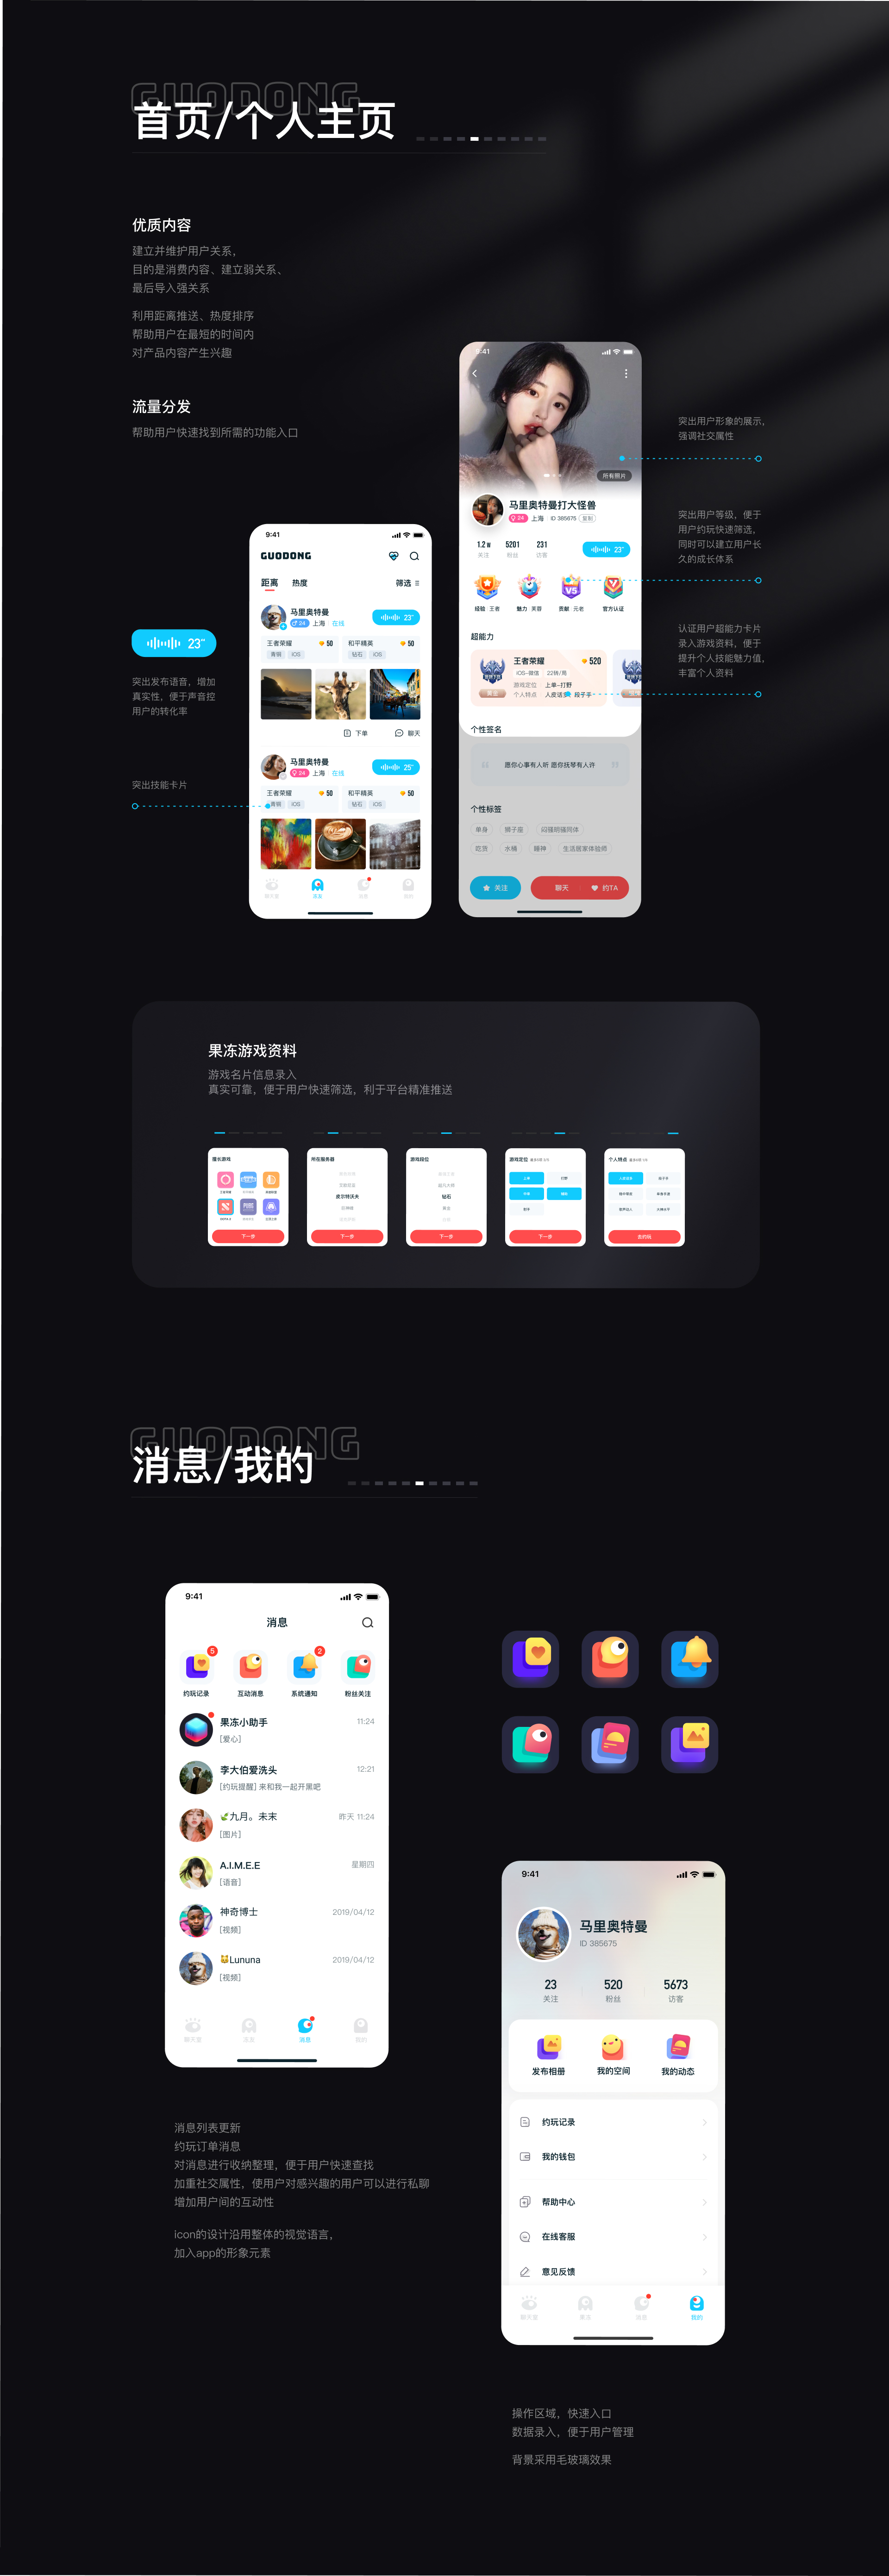 GUODONG
首页/个人主页
优质内容
建立并维护用户关系，
目的是消费内容、建立弱关系、
最后导入强关系
利用距离推送、热度排序
帮助用户在最短的时间内
对产品内容产生兴趣
流量分发
帮助用户快速找到所需的功能入口
23"
突出发布语音，增加
真实性，便于声音控
用户的转化率
突出技能卡片
9:41
GUODONG
距离
热度
筛选
马里奥特曼
24 上海 在线
23"
王者荣耀 50
青铜 iOS
和平精英 50
钻石 iOS
下单
聊天
马里奥特曼
24 上海 在线
25"
王者荣耀 50
青铜 iOS
和平精英 50
钻石 iOS
9:41
所有照片
马里奥特曼打大怪兽
24 上海 ID 385675 复制
1.2w 5201 231
关注 粉丝 访客
23"
V5
经验 王者
魅力 芙蓉
贡献 元老
官方认证
超能力
王者荣耀 520
iOS-微信
游戏定位 上单-打野
个人特点
段子手
个性签名
愿你心事有人听 愿你抚琴有人许
个性标签
单身 狮子座 闷骚明骚同体
吃货 水桶 睡神 生活居家体验师
关注
聊天
约TA
突出用户形象的展示，
强调社交属性
突出用户等级，便于
用户约玩快速筛选，
同时可以建立用户长
久的成长体系
认证用户超能力卡片
录入游戏资料，便于
提升个人技能魅力值，
丰富个人资料
果冻游戏资料
游戏名片信息录入
真实可靠，便于用户快速筛选，利于平台精准推送
擅长游戏
下一步
所在服务器
皮尔特沃夫
下一步
游戏段位
钻石
下一步
游戏定位
下一步
个人特点
GUODONG
消息/我的
9:41
消息
5
2
约玩记录
互动消息
系统通知
粉丝关注
果冻小助手 11:24
[爱心]
李大伯爱洗头 12:21
[约玩提醒] 来和我一起开黑吧
九月。未末 昨天 11:24
[图片]
A.I.M.E.E 星期四
[语音]
神奇博士 2019/04/12
[视频]
Lununa 2019/04/12
[视频]
聊天室
消息
我的
消息列表更新
约玩订单消息
对消息进行收纳整理，便于用户快速查找
加重社交属性，使用户对感兴趣的用户可以进行私聊
增加用户间的互动性
icon的设计沿用整体的视觉语言，
加入app的形象元素
9:41
马里奥特曼
ID 385675
23 520 5673
关注 粉丝 访客
发布相册
我的空间
我的动态
约玩记录
我的钱包
帮助中心
在线客服
意见反馈
聊天室
消息
我的
操作区域，快速入口
数据录入，便于用户管理
背景采用毛玻璃效果